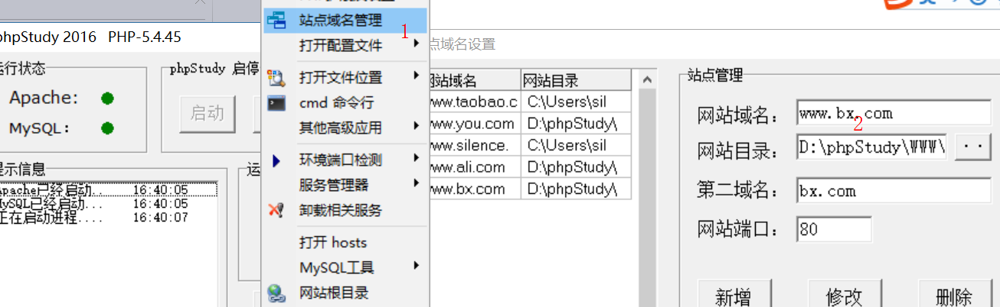 phpStudy 2016 PHP-5.4.45
运行状态
Apache:
MySQL:
phpStudy 启停
启动
提示信息
Apache已经启动... 16:40:05
MySQL已经启动... 16:40:05
正在启动进程.... 16:40:07
运
站点域名管理
1
打开配置文件
打开文件位置
cmd 命令行
其他高级应用
环境端口检测
服务管理器
卸载相关服务
打开 hosts
MySQL工具
网站根目录
点域名设置
网站域名 网站目录
www.taobao.c C:\Users\sil
www.you.com D:\phpStudy\
www.silence. C:\Users\sil
www.ali.com D:\phpStudy\
www.bx.com D:\phpStudy\
站点管理
网站域名: www.bx.com
2
网站目录: D:\phpStudy\WWW\ ..
第二域名: bx.com
网站端口: 80
新增 修改 删除